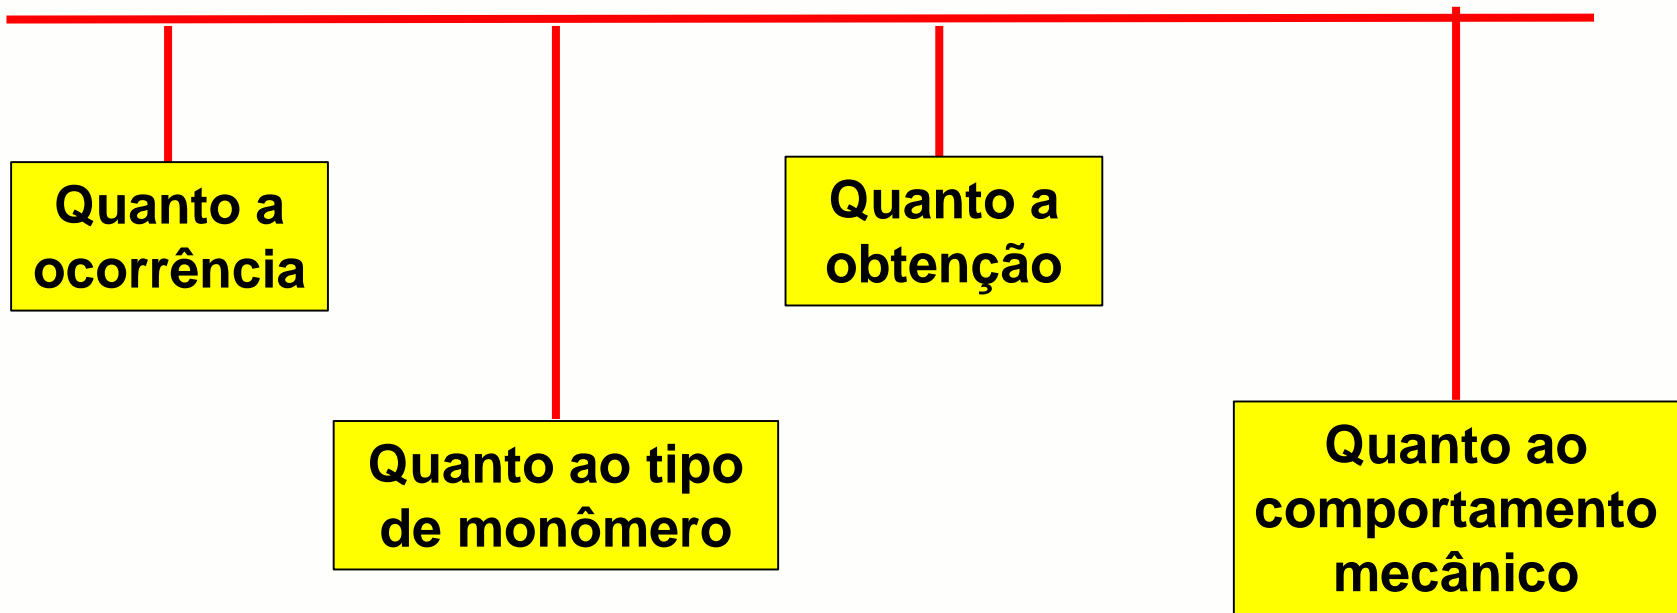 Quanto a
ocorrência
Quanto ao tipo
de monômero
Quanto a
obtenção
Quanto ao
comportamento
mecânico